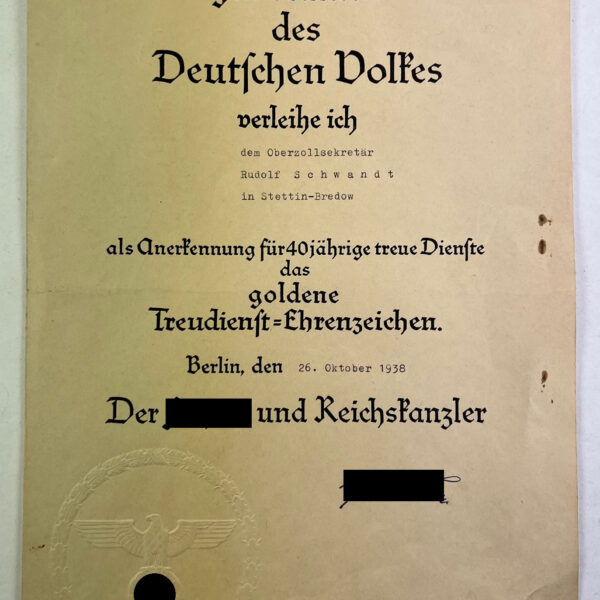 des
Deutschen Volkes
verleihe ich
dem Oberzollsekretär
Rudolf S c h w a n d t
in Stettin-Bredow
als Anerkennung für 40jährige treue Dienste
das
goldene
Treudienst=Ehrenzeichen.
Berlin, den 26. Oktober 1938
Der und Reichskanzler